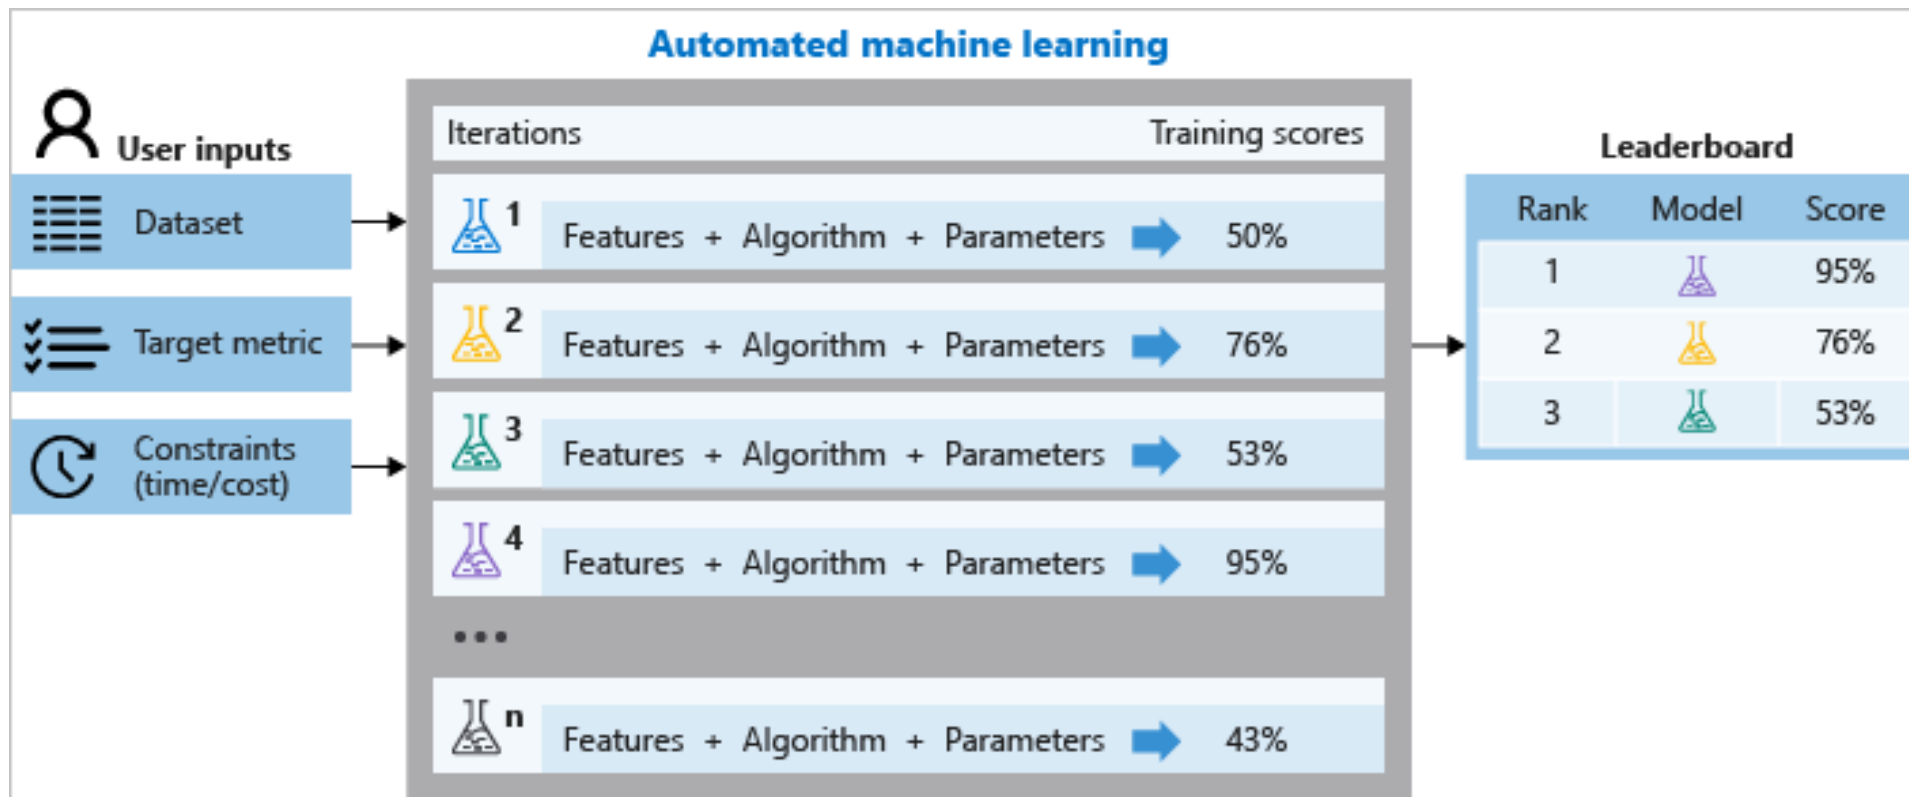 Automated machine learning
User inputs
Dataset
Target metric
Constraints
(time/cost)
Iterations Training scores
1 Features + Algorithm + Parameters 50%
2 Features + Algorithm + Parameters 76%
3 Features + Algorithm + Parameters 53%
4 Features + Algorithm + Parameters 95%
...
n Features + Algorithm + Parameters 43%
Leaderboard
Rank Model Score
1 95%
2 76%
3 53%